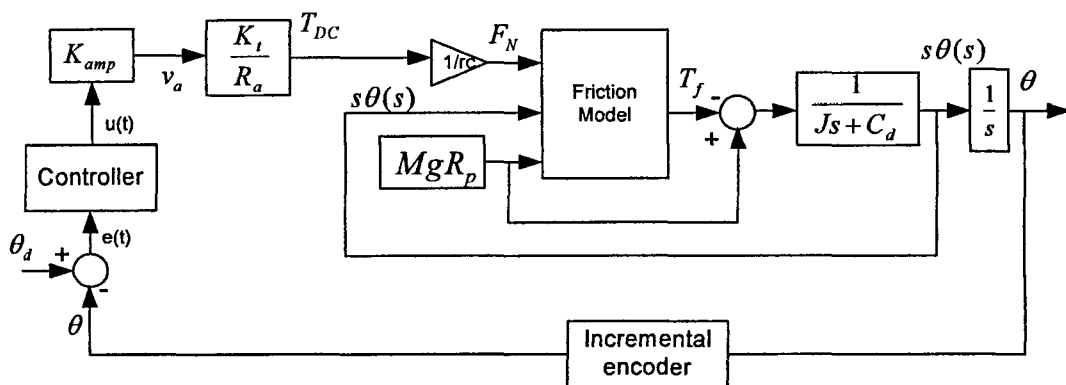 K_amp
v_a
K_t
R_a
T_DC
1/rc
F_N
sθ(s)
MgR_p
Friction
Model
T_f
-
+
1
Js + C_d
sθ(s)
1
s
θ
u(t)
Controller
e(t)
θ_d
+
-
θ
Incremental
encoder